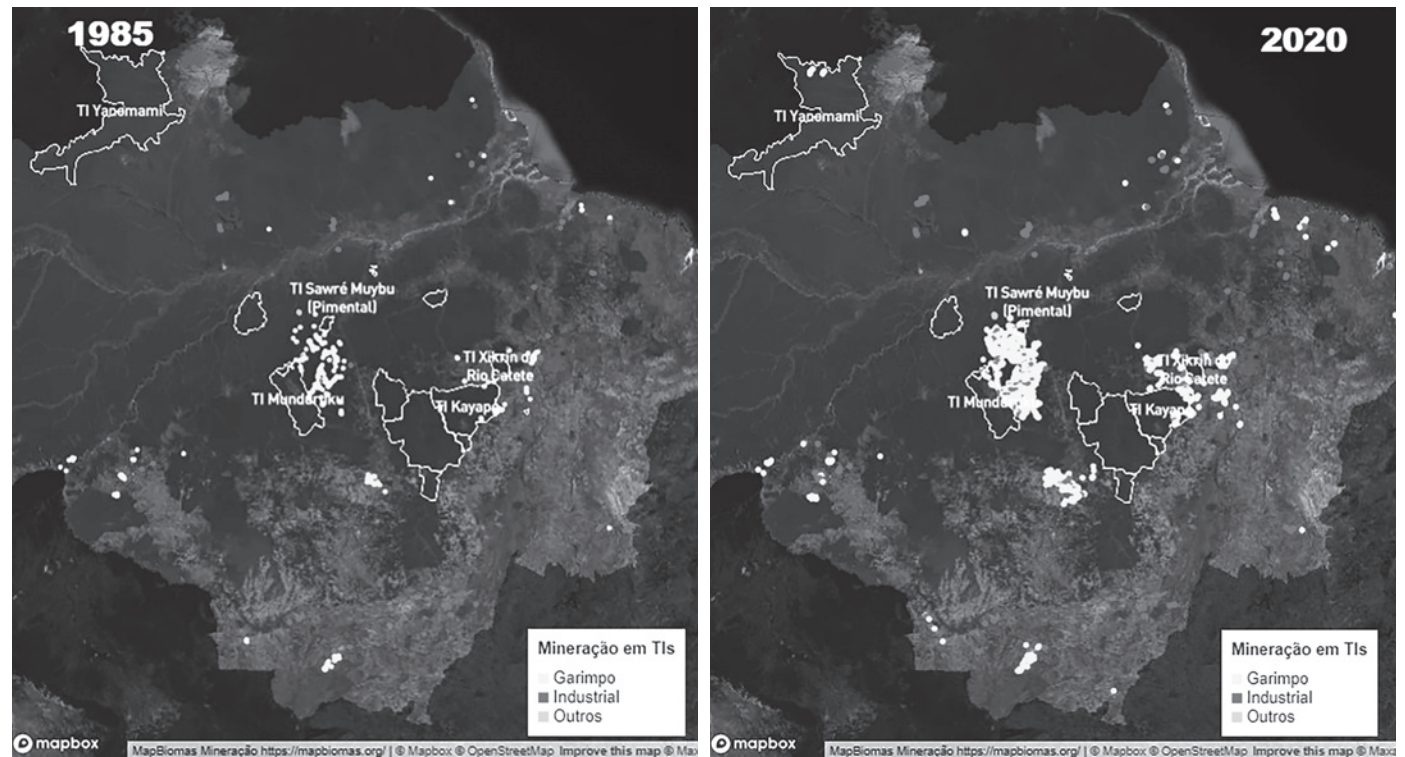 1985
TI Yanomami
TI Sawré Muybu
(Pimental)
TI Xikrin do
Rio Catete
TI Munduruku
TI Kayapó
Mineração em TIs
Garimpo
Industrial
Outros
mapbox
MapBiomas Mineração https://mapbiomas.org/ | © Mapbox © OpenStreetMap Improve this map © Max
2020
TI Yanomami
TI Sawré Muybu
(Pimental)
TI Xikrin do
Rio Catete
TI Mundu
TI Kayapó
Mineração em TIs
Garimpo
Industrial
Outros
mapbox
MapBiomas Mineração https://mapbiomas.org/ | © Mapbox © OpenStreetMap Improve this map © Maxa